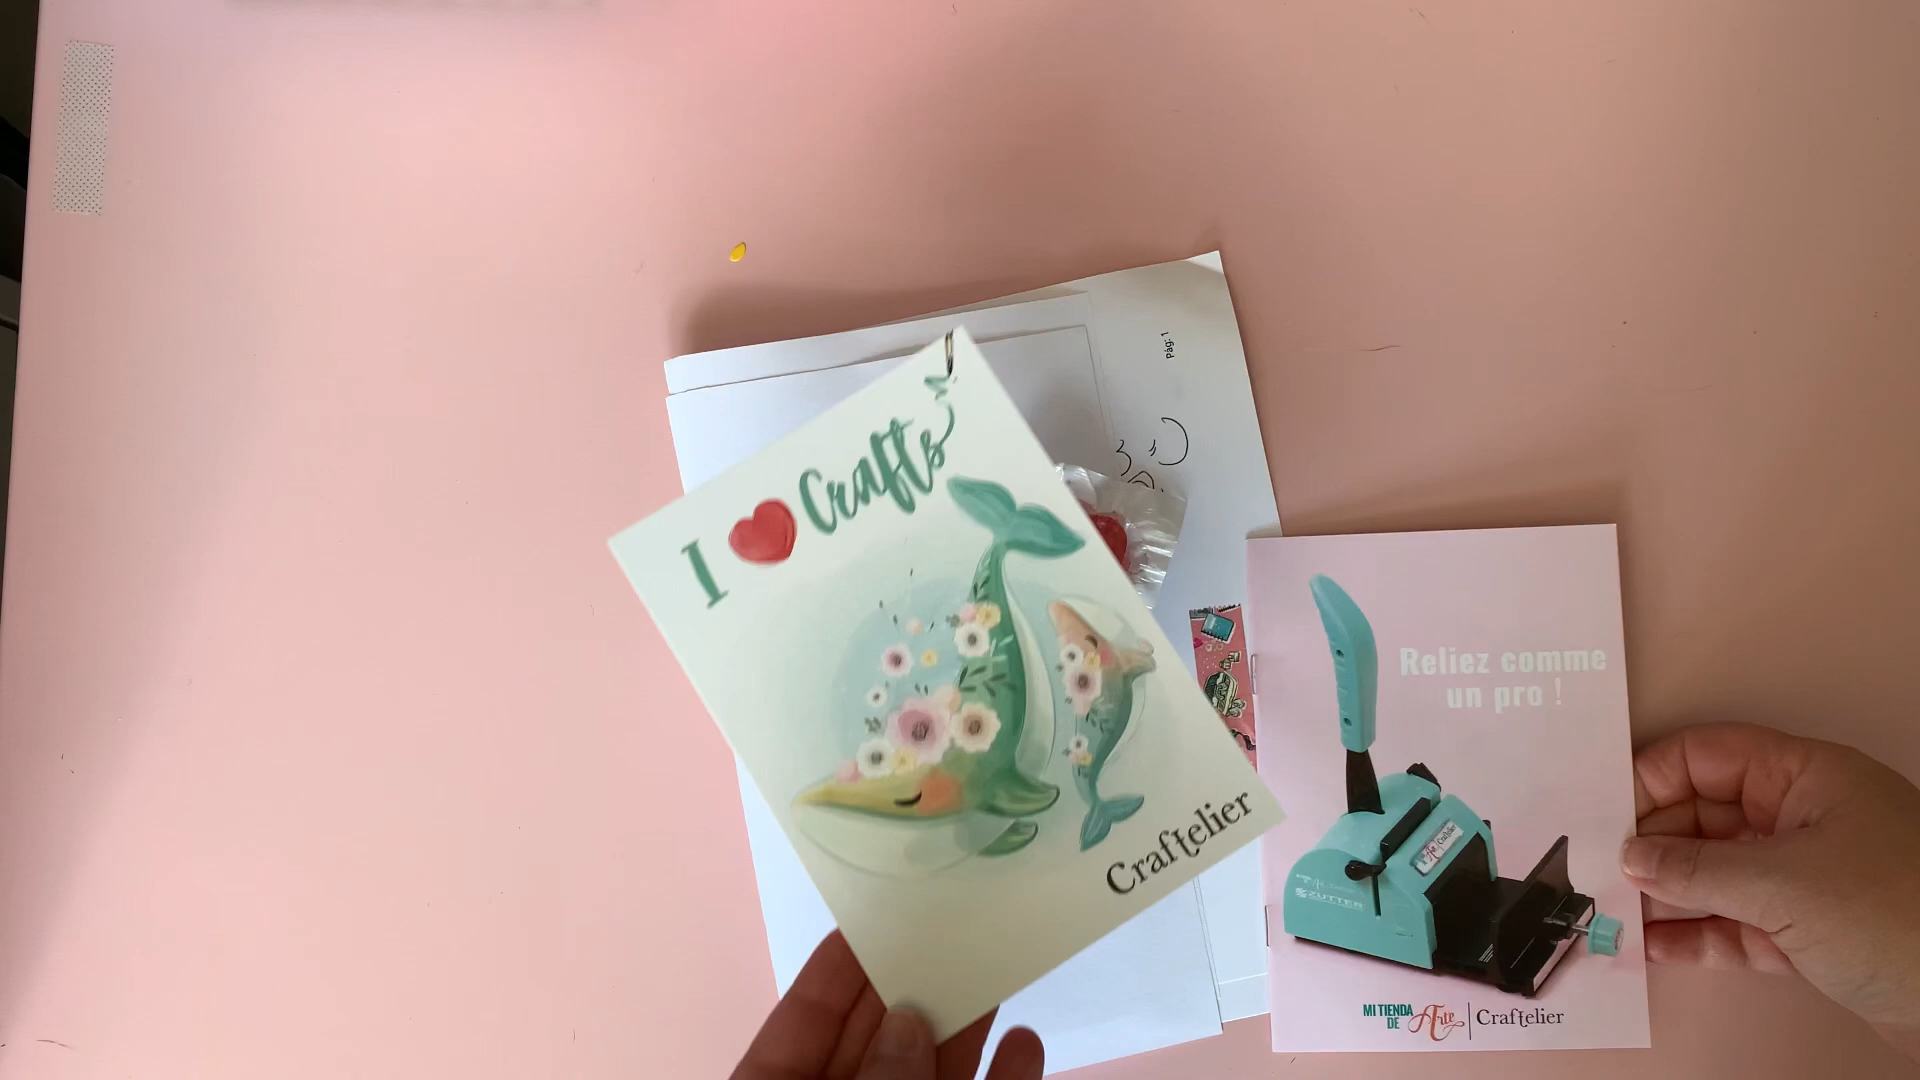 Pág: 1
I ❤ Crafts
Craftelier
Reliez comme
un pro !
ZUTTER
MI TIENDA
DE Arte | Craftelier